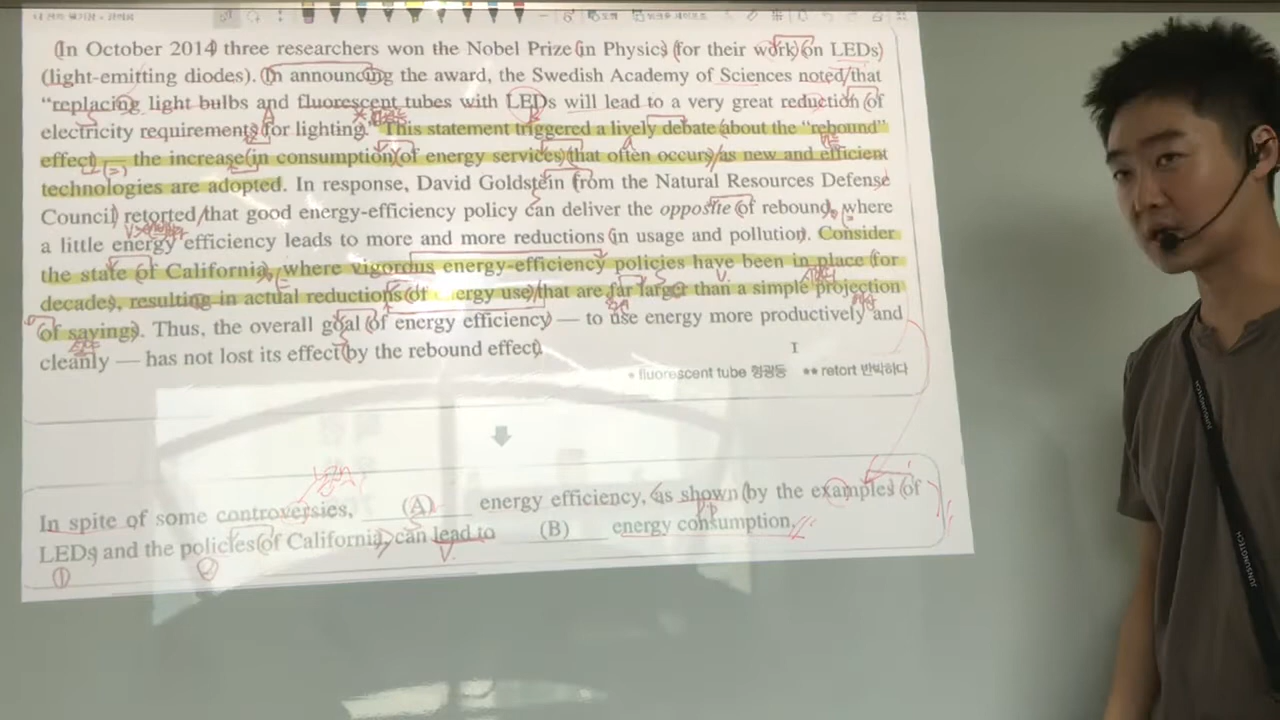 (In October 2014) three researchers won the Nobel Prize (in Physics) (for their work) (on LEDs)
(light-emitting diodes). (In announcing the award, the Swedish Academy of Sciences noted/that
“replacing light bulbs and fluorescent tubes with LEDs will lead to a very great reduction (of
electricity requirements) (for lighting.” This statement triggered a lively debate (about the “rebound”
effect) — the increase (in consumption) (of energy services) (that often occurs)/as new and efficient
technologies are adopted. In response, David Goldstein (from the Natural Resources Defense
Council) retorted/that good energy-efficiency policy can deliver the opposite (of rebound), where
a little energy efficiency leads to more and more reductions (in usage and pollution). Consider
the state (of California), where vigorous energy-efficiency policies have been in place (for
decades), resulting in actual reductions (of energy use)/that are far larger than a simple projection
(of saving). Thus, the overall goal (of energy efficiency) — to use energy more productively and
cleanly — has not lost its effect (by the rebound effect).
* fluorescent tube 형광등 ** retort 반박하다
In spite of some controversies, (A) energy efficiency, (as shown (by the examples (of
LEDs and the policies (of California), can lead to (B) energy consumption.
① ②
JUNSUNGTECH
JUNSUNGTECH